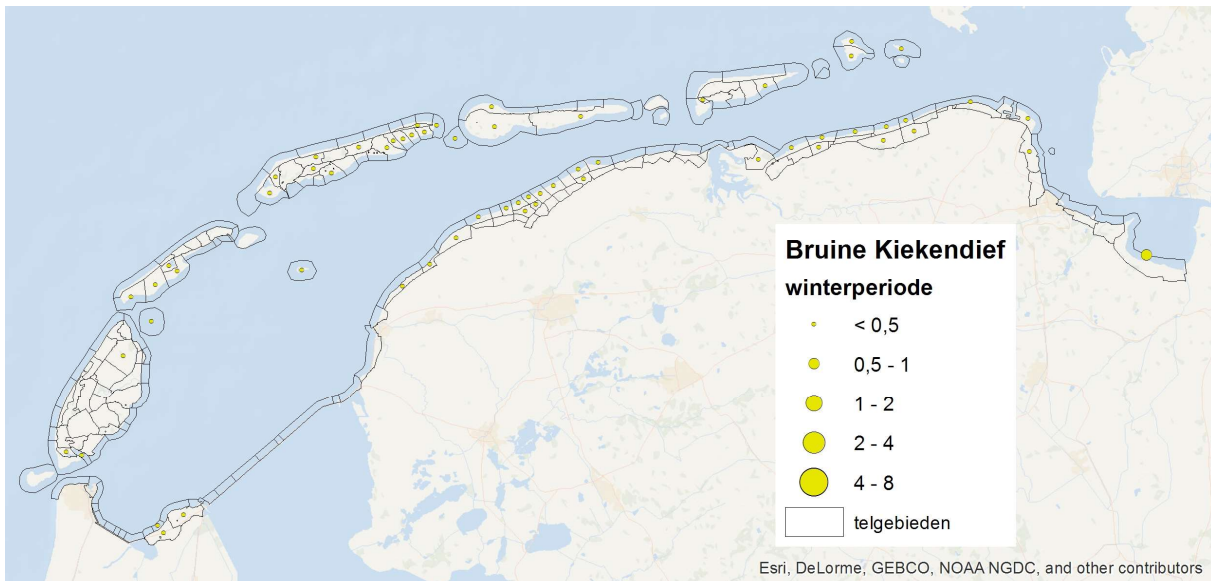 Bruine Kiekendief
winterperiode
< 0,5
0,5 - 1
1 - 2
2 - 4
4 - 8
telgebieden
Esri, DeLorme, GEBCO, NOAA NGDC, and other contributors